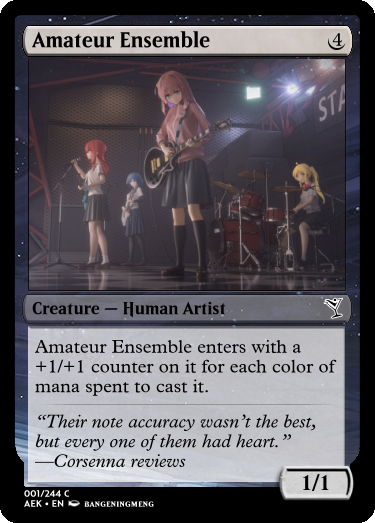 Amateur Ensemble 4
STA
Creature — Human Artist
Amateur Ensemble enters with a
+1/+1 counter on it for each color of
mana spent to cast it.
“Their note accuracy wasn’t the best,
but every one of them had heart.”
—Corsenna reviews
1/1
001/244 C
AEK • EN BANGENINGMENG